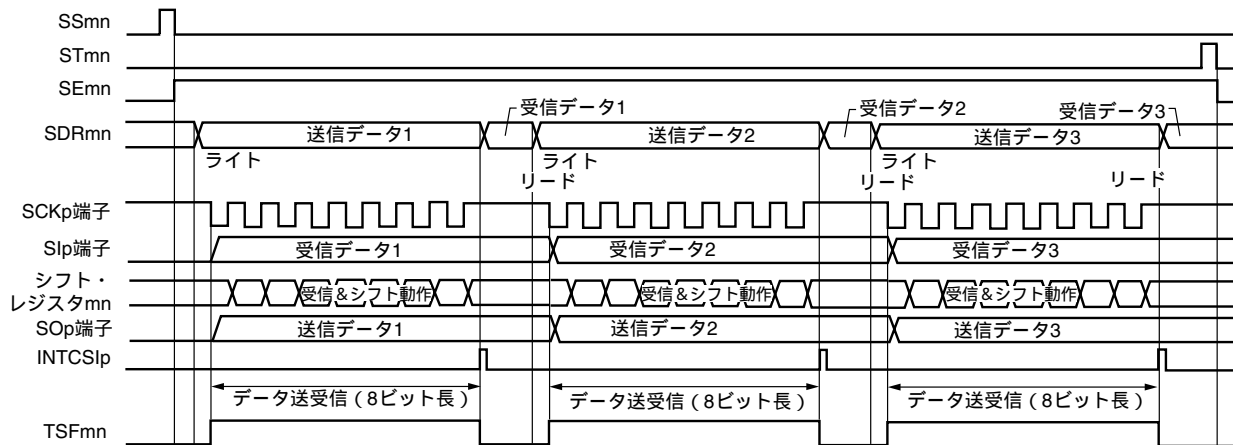 SSmn
STmn
SEmn
受信データ1 受信データ2 受信データ3
SDRmn 送信データ1 送信データ2 送信データ3
ライト ライト ライト
リード リード リード
SCKp端子
SIp端子 受信データ1 受信データ2 受信データ3
シフト・
レジスタmn 受信&シフト動作 受信&シフト動作 受信&シフト動作
SOp端子 送信データ1 送信データ2 送信データ3
INTCSIp
データ送受信(8ビット長) データ送受信(8ビット長) データ送受信(8ビット長)
TSFmn